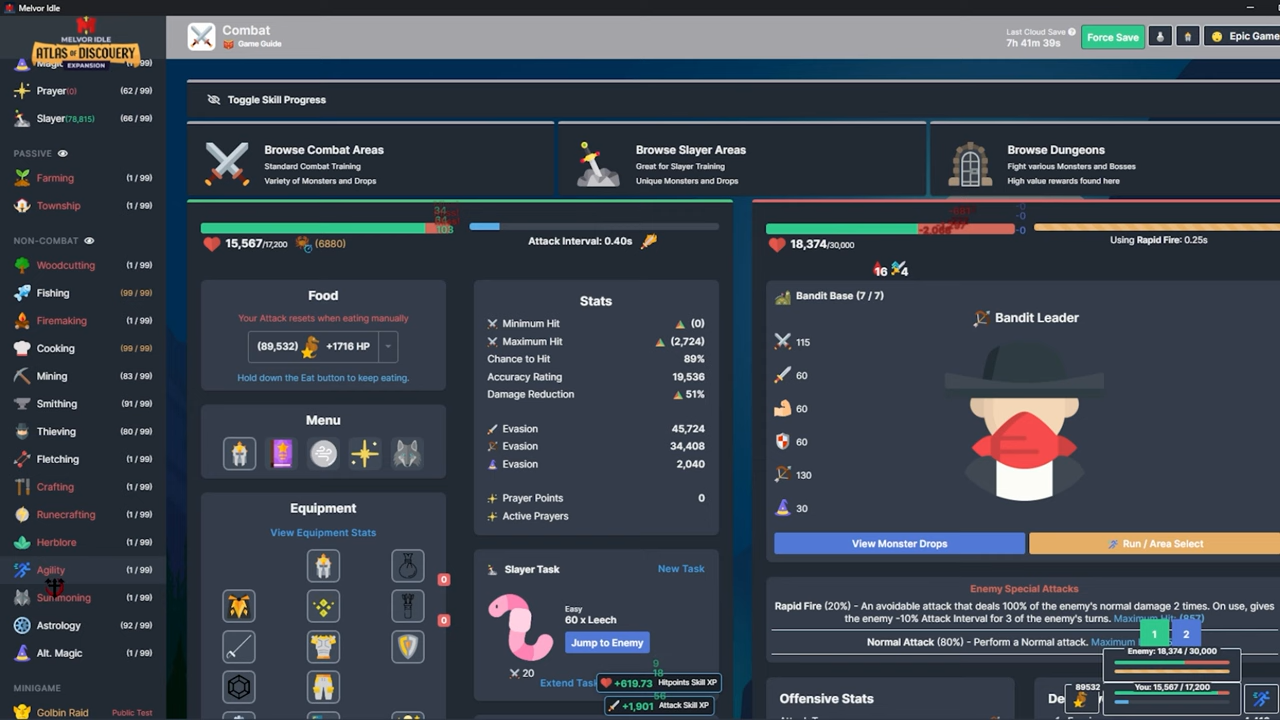 Melvor Idle
MELVOR IDLE
ATLAS OF DISCOVERY
EXPANSION
Combat
Game Guide
Last Cloud Save
7h 41m 39s
Force Save
Epic Game
Magic (1 / 99)
Prayer(0) (62 / 99)
Slayer(78,815) (66 / 99)
PASSIVE
Farming (1 / 99)
Township (1 / 99)
NON-COMBAT
Woodcutting (1 / 99)
Fishing (99 / 99)
Firemaking (1 / 99)
Cooking (99 / 99)
Mining (83 / 99)
Smithing (91 / 99)
Thieving (80 / 99)
Fletching (1 / 99)
Crafting (1 / 99)
Runecrafting (1 / 99)
Herblore (1 / 99)
Agility (1 / 99)
Summoning (1 / 99)
Astrology (92 / 99)
Alt. Magic (1 / 99)
MINIGAME
Golbin Raid Public Test
Toggle Skill Progress
Browse Combat Areas
Standard Combat Training
Variety of Monsters and Drops
Browse Slayer Areas
Great for Slayer Training
Unique Monsters and Drops
Browse Dungeons
Fight various Monsters and Bosses
High value rewards found here
15,567/17,200 (6880)
Attack Interval: 0.40s
Food
Your Attack resets when eating manually
(89,532) +1716 HP
Hold down the Eat button to keep eating.
Menu
Equipment
View Equipment Stats
0
0
Stats
Minimum Hit (0)
Maximum Hit (2,724)
Chance to Hit 89%
Accuracy Rating 19,536
Damage Reduction 51%
Evasion 45,724
Evasion 34,408
Evasion 2,040
Prayer Points 0
Active Prayers
Slayer Task New Task
Easy
60 x Leech
Jump to Enemy
20
Extend Task
+619.73 Hitpoints Skill XP
+1,901 Attack Skill XP
-0
-0
-0
18,374/30,000
Using Rapid Fire: 0.25s
16 4
Bandit Base (7 / 7)
Bandit Leader
115
60
60
60
130
30
View Monster Drops
Run / Area Select
Enemy Special Attacks
Rapid Fire (20%) - An avoidable attack that deals 100% of the enemy's normal damage 2 times. On use, gives
the enemy -10% Attack Interval for 3 of the enemy's turns. Maximum Hit: (857)
Normal Attack (80%) - Perform a Normal attack. Maximum
1 2
Enemy: 18,374 / 30,000
89532
You: 15,567 / 17,200
Offensive Stats